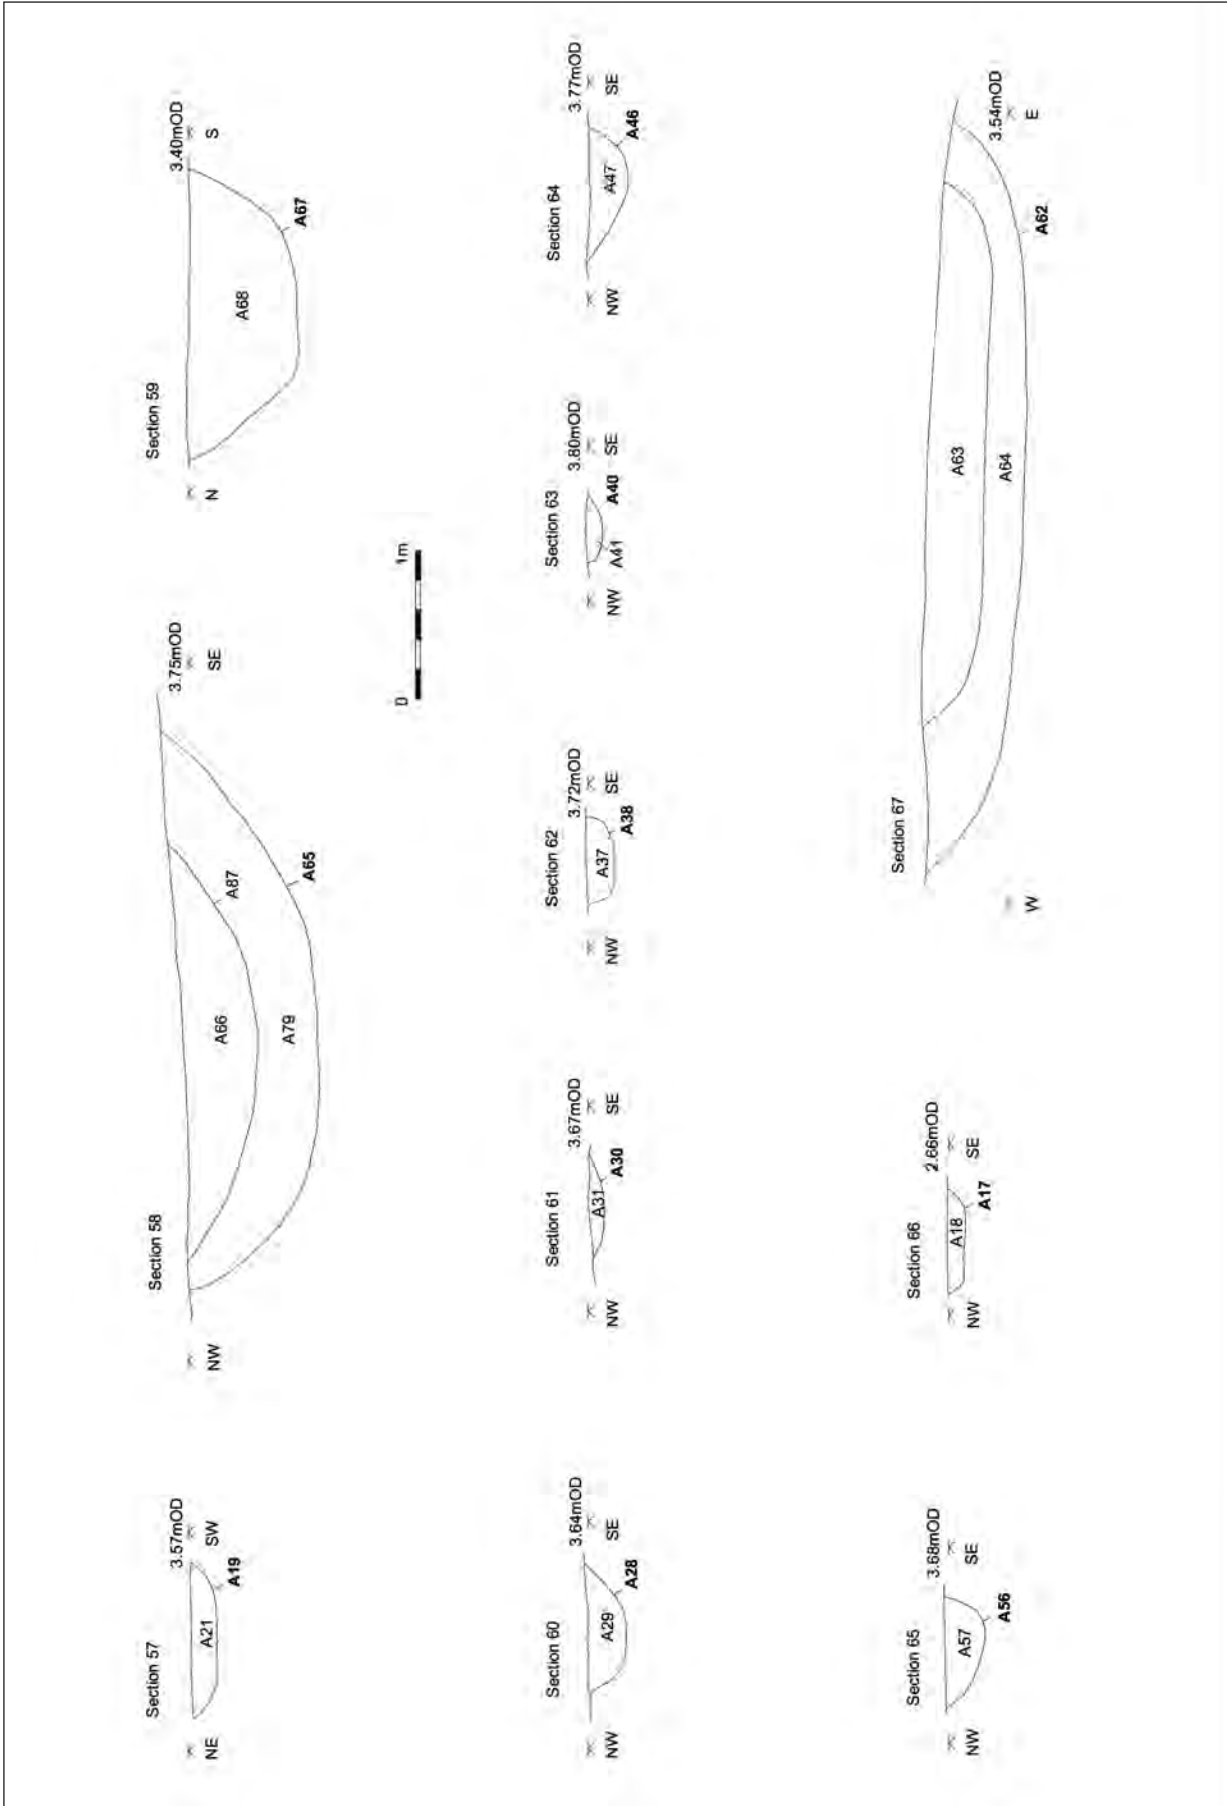 Section 57
NE
3.57mOD
SW
A21
A19
Section 58
NW
3.75mOD
SE
A66
A87
A79
A65
Section 59
N
3.40mOD
S
A68
A67
0
1m
Section 60
NW
3.64mOD
SE
A29
A28
Section 61
NW
3.67mOD
SE
A31
A30
Section 62
NW
3.72mOD
SE
A37
A38
Section 63
NW
3.80mOD
SE
A41
A40
Section 64
NW
3.77mOD
SE
A47
A46
Section 65
NW
3.68mOD
SE
A57
A56
Section 66
NW
2.66mOD
SE
A18
A17
Section 67
W
3.54mOD
E
A63
A64
A62